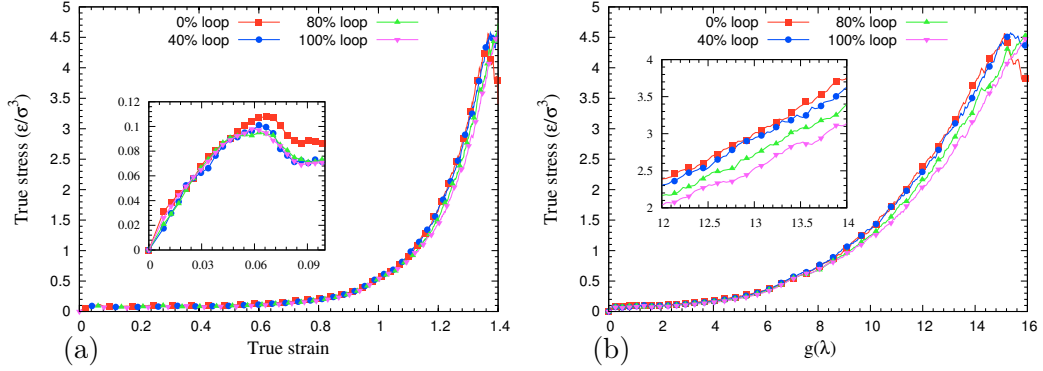 0% loop 80% loop
40% loop 100% loop
5
4.5
4
3.5
3
2.5
2
1.5
1
0.5
0
True stress (ε/σ³)
0.12
0.1
0.08
0.06
0.04
0.02
0
0 0.03 0.06 0.09
0 0.2 0.4 0.6 0.8 1 1.2 1.4
True strain
(a)
0% loop 80% loop
40% loop 100% loop
5
4.5
4
3.5
3
2.5
2
1.5
1
0.5
0
True stress (ε/σ³)
4
3.5
3
2.5
2
12 12.5 13 13.5 14
0 2 4 6 8 10 12 14 16
g(λ)
(b)